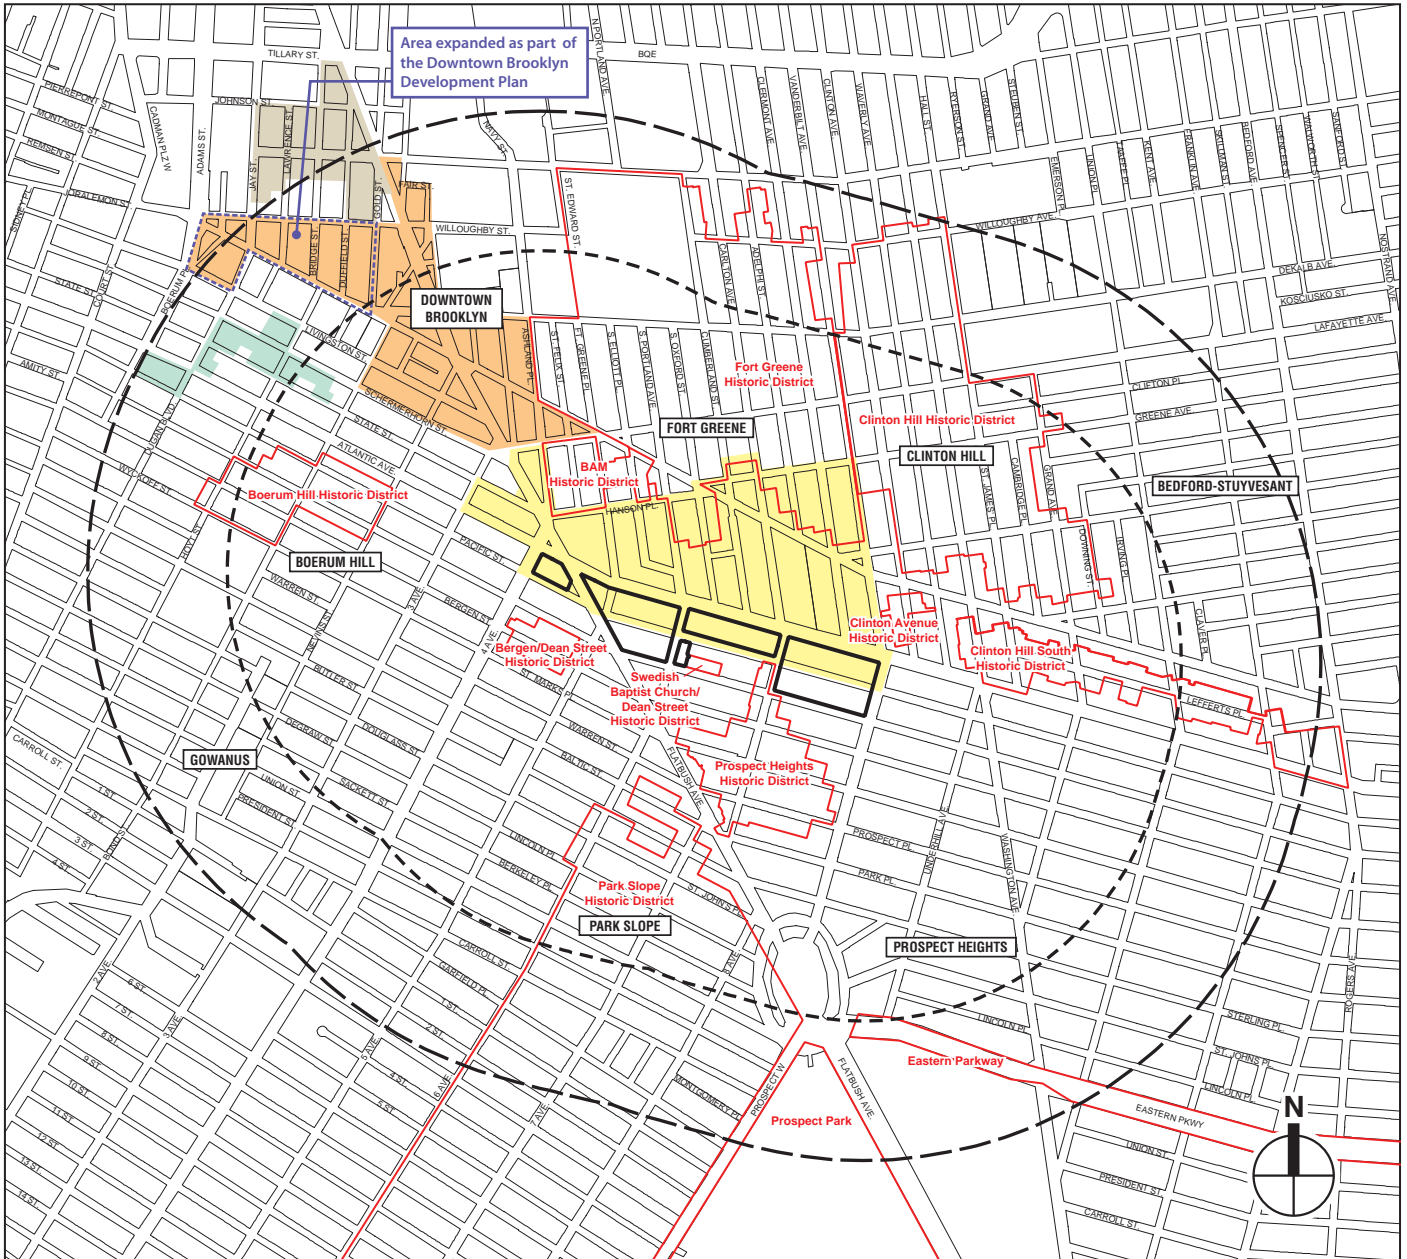 Area expanded as part of
the Downtown Brooklyn
Development Plan
TILLARY ST.
BQE
N PORTLAND AVE
PIERREPONT ST.
MONTAGUE ST.
REMSEN ST.
JORALEMON ST.
SIDNEY PL
CADMAN PLZ W
ADAMS ST.
JOHNSON ST.
JAY ST.
LAWRENCE ST.
GOLD ST.
FAIR ST.
NAVY ST.
ST. EDWARD ST.
CLERMONT AVE
VANDERBILT AVE
CLINTON AVE
WAVERLY AVE
HALL ST.
RYERSON ST.
GRAND AVE
STEUBEN ST.
EMERSON PL
UNION PL
TAAFFE PL
KENT AVE
FRANKLIN AVE
SKILLMAN ST.
BEDFORD AVE
SPENCER ST.
WALWORTH ST.
SANFORD ST.
NOSTRAND AVE
WILLOUGHBY AVE.
WILLOUGHBY ST.
BRIDGE ST.
DUFFIELD ST.
STATE ST.
COURT ST.
BOERUM PL
LIVINGSTON ST.
DOWNTOWN
BROOKLYN
ASHLAND PL.
ST. FELIX ST.
FT. GREENE PL.
S. ELLIOTT PL
S. PORTLAND AVE
S. OXFORD ST.
CUMBERLAND ST.
CARLTON AVE
ADELPHI ST.
DEKALB AVE.
KOSCIUSKO ST.
LAFAYETTE AVE.
CLIFTON PL
GREENE AVE.
AMITY ST.
SCHERMERHORN ST.
STATE ST.
ATLANTIC AVE.
Fort Greene
Historic District
FORT GREENE
Clinton Hill Historic District
CLINTON HILL
BEDFORD-STUYVESANT
BAM
Historic District
HANSON PL.
WYCKOFF ST.
HOYT ST
Boerum Hill Historic District
BOERUM HILL
PACIFIC ST.
ST. JAMES PL
CAMBRIDGE PL
GRAND AVE
DOWNING ST.
IRVING PL
CLAVER PL
WARREN ST.
NEVINS ST
3 AVE
BERGEN ST.
4 AVE
Bergen/Dean Street
Historic District
ST. MARKS PL
Clinton Avenue
Historic District
Clinton Hill South
Historic District
LEFFERTS PL
Swedish
Baptist Church/
Dean Street
Historic District
BUTLER ST.
DEGRAW ST.
DOUGLASS ST.
WARREN ST.
BALTIC ST.
FLATBUSH AVE.
Prospect Heights
Historic District
GOWANUS
CARROLL ST.
UNION ST.
PRESIDENT ST.
SACKETT ST.
1 ST.
2 ST.
3 ST.
4 ST.
BOND ST
LINCOLN PL
BERKELEY PL
PROSPECT PL
PARK PL
UNDERHILL AVE
WASHINGTON AVE
Park Slope
Historic District
PARK SLOPE
ST. JOHN'S PL
PROSPECT HEIGHTS
CARROLL ST.
GARFIELD PL
1 ST.
2 ST.
4 ST.
5 ST.
2 AVE
3 AVE
5 AVE
6 AVE.
7 AVE
6 ST.
7 ST.
8 ST.
9 ST.
10 ST.
11 ST.
12 ST
13 ST.
14 ST.
LINCOLN PL
STERLING PL
ST. JOHNS PL
LINCOLN PL
ROGERS AVE
MONTGOMERY PL
PROSPECT W
FLATBUSH AVE.
Eastern Parkway
Prospect Park
EASTERN PKWY
UNION ST.
PRESIDENT ST.
CARROLL ST.
N